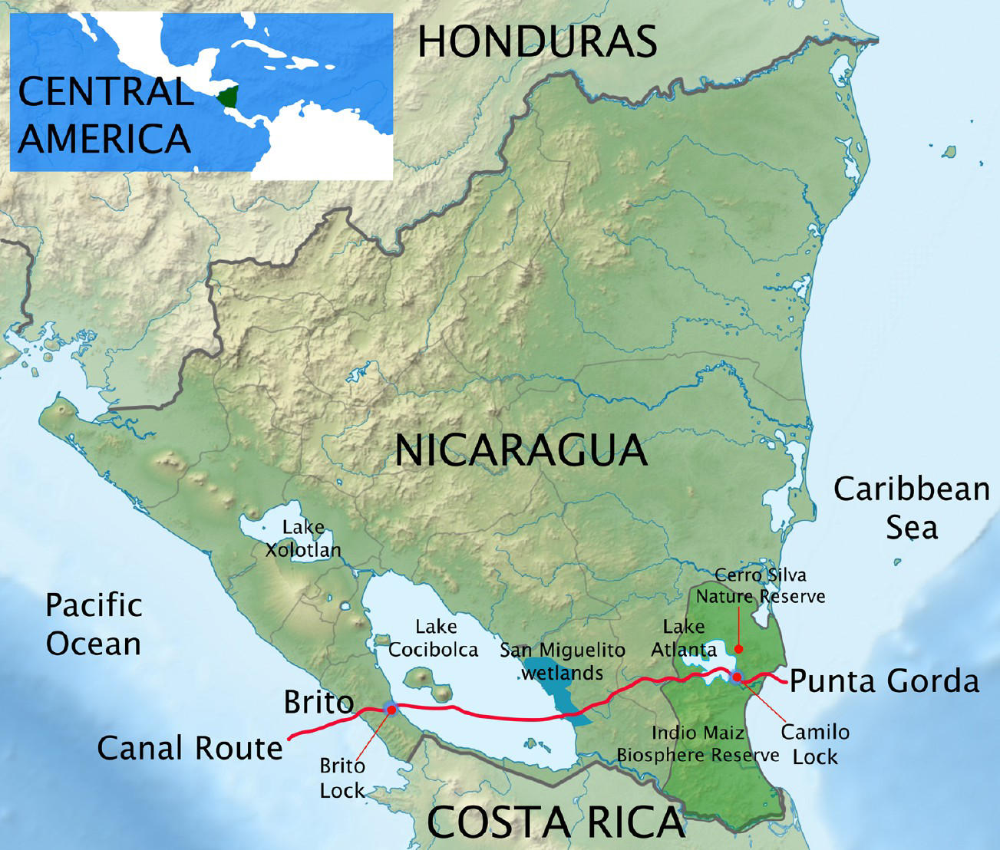 HONDURAS
CENTRAL
AMERICA
NICARAGUA
Caribbean
Sea
Lake
Xolotlan
Pacific
Ocean
Cerro Silva
Nature Reserve
Lake
Cocibolca
San Miguelito
wetlands
Lake
Atlanta
Punta Gorda
Brito
Canal Route
Brito
Lock
Indio Maiz
Biosphere Reserve
Camilo
Lock
COSTA RICA